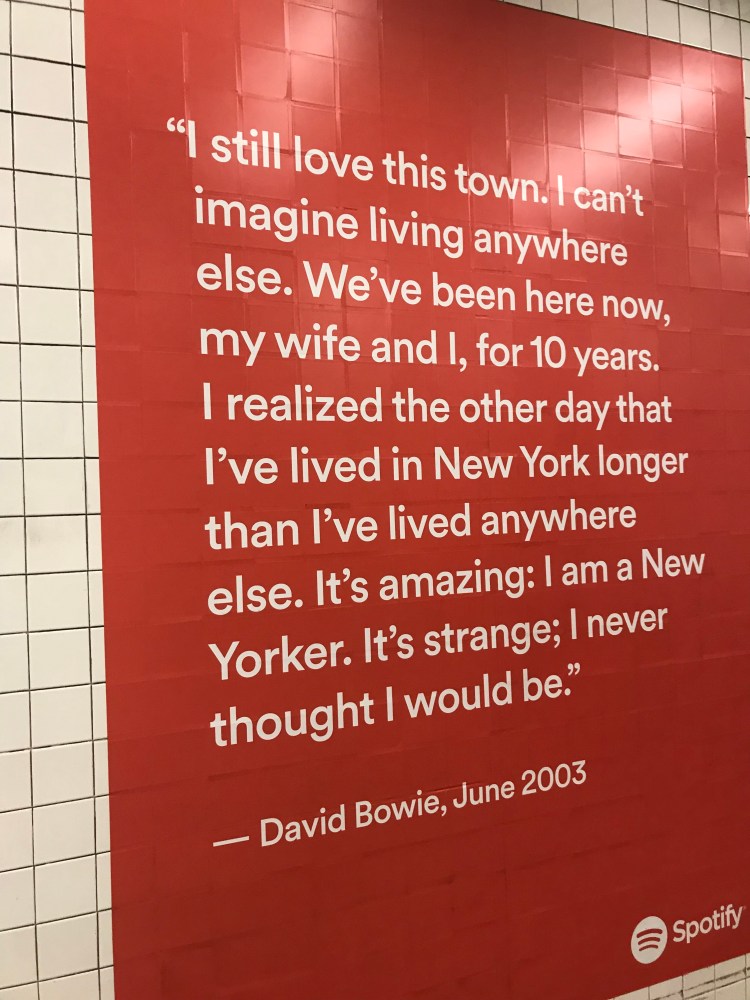 “I still love this town. I can’t
imagine living anywhere
else. We’ve been here now,
my wife and I, for 10 years.
I realized the other day that
I’ve lived in New York longer
than I’ve lived anywhere
else. It’s amazing: I am a New
Yorker. It’s strange; I never
thought I would be.”
— David Bowie, June 2003
Spotify